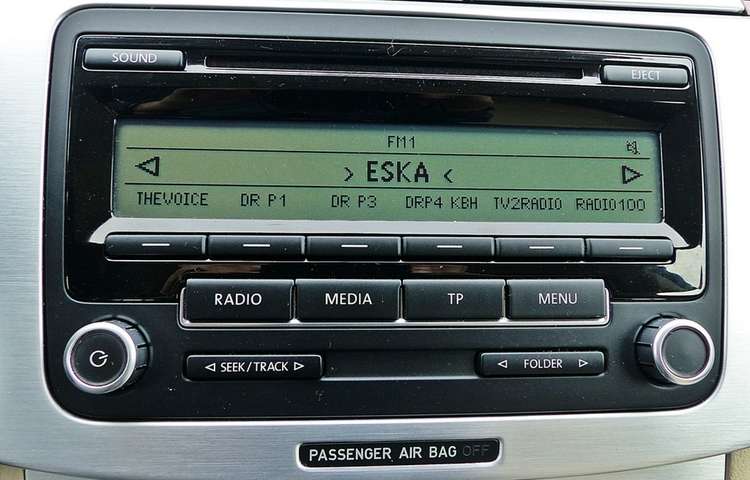 SOUND
EJECT
FM1
> ESKA <
THEVOICE DR P1 DR P3 DRP4 KBH TV2RADIO RADIO100
RADIO MEDIA TP MENU
SEEK/TRACK
FOLDER
PASSENGER AIR BAG OFF